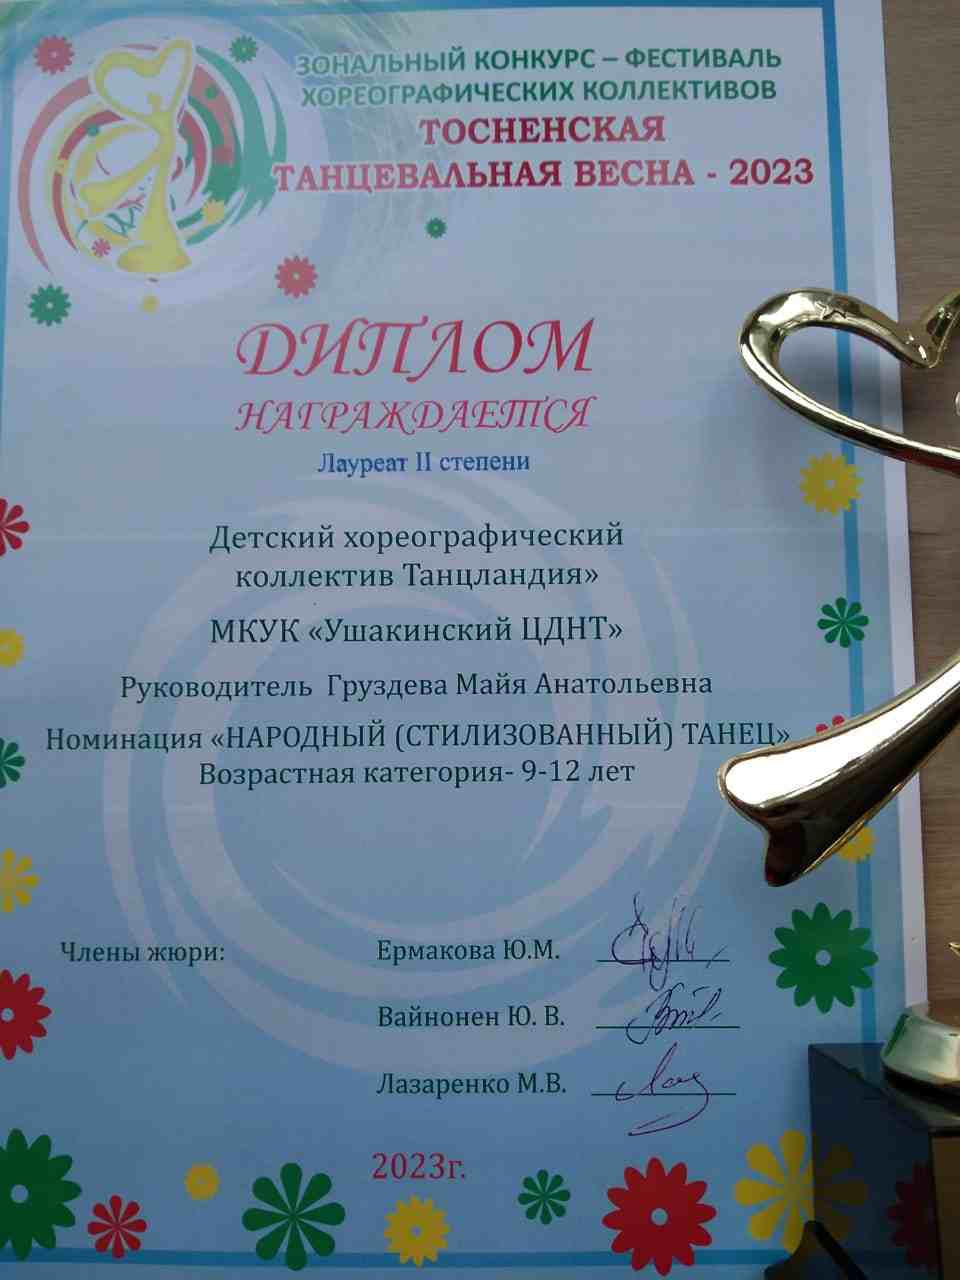 ЗОНАЛЬНЫЙ КОНКУРС – ФЕСТИВАЛЬ
ХОРЕОГРАФИЧЕСКИХ КОЛЛЕКТИВОВ
ТОСНЕНСКАЯ
ТАНЦЕВАЛЬНАЯ ВЕСНА - 2023
ДИПЛОМ
НАГРАЖДАЕТСЯ
Лауреат II степени
Детский хореографический
коллектив Танцландия»
МКУК «Ушакинский ЦДНТ»
Руководитель Груздева Майя Анатольевна
Номинация «НАРОДНЫЙ (СТИЛИЗОВАННЫЙ) ТАНЕЦ»
Возрастная категория- 9-12 лет
Члены жюри: Ермакова Ю.М.
Вайнонен Ю. В.
Лазаренко М.В.
2023г.